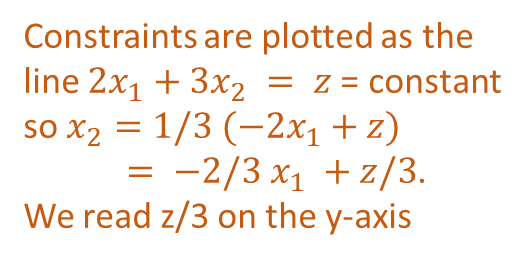 Constraints are plotted as the
line 2x₁ + 3x₂ = z = constant
so x₂ = 1/3 (−2x₁ + z)
= −2/3 x₁ + z/3.
We read z/3 on the y-axis